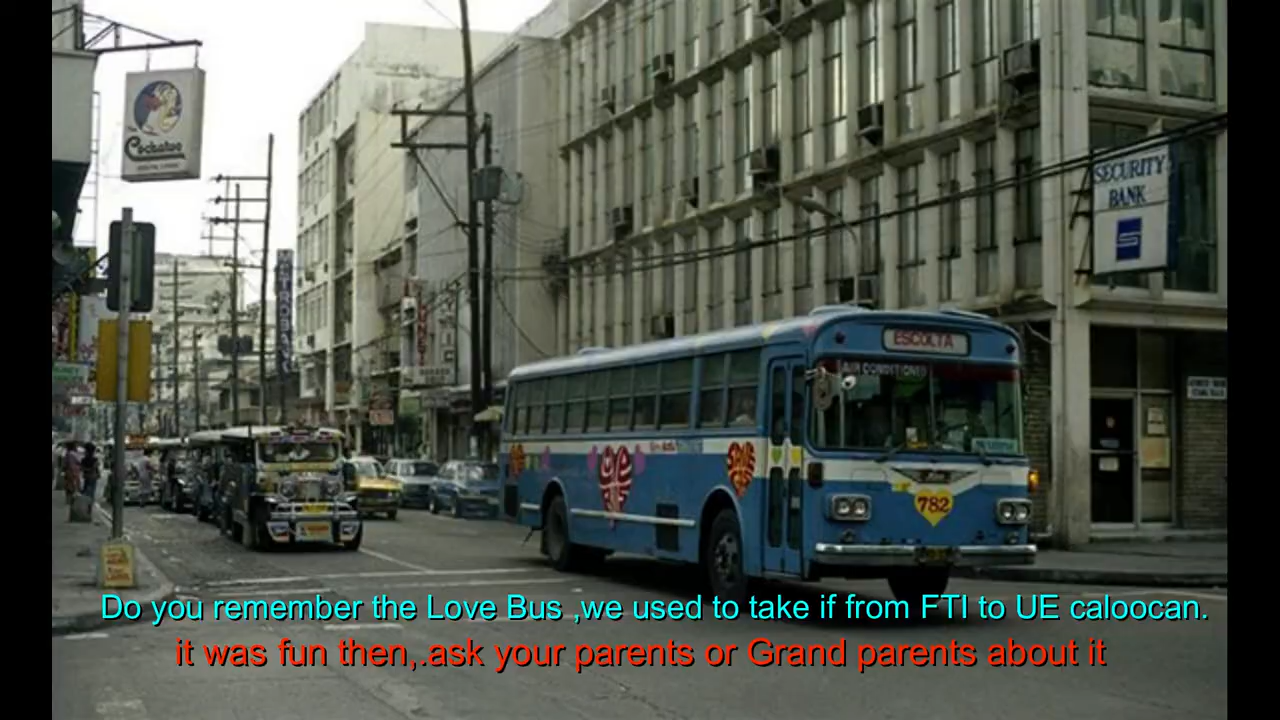 Cockatoo
METROBANK
SECURITY
BANK
ESCOLTA
AIR CONDITIONED
782
Do you remember the Love Bus ,we used to take if from FTI to UE caloocan.
it was fun then,.ask your parents or Grand parents about it